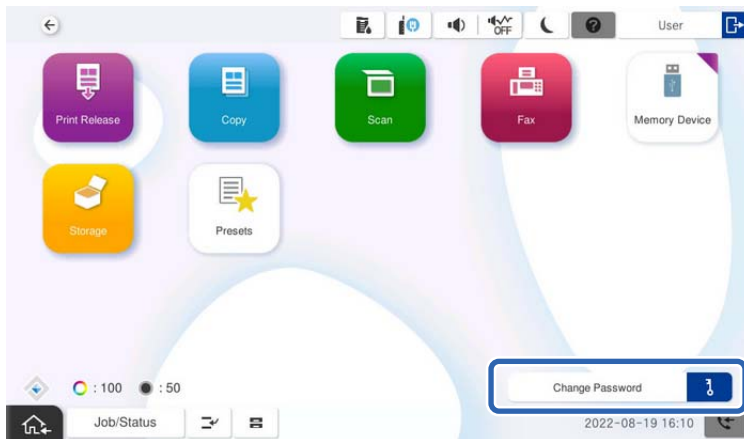 OFF
User
Print Release
Copy
Scan
Fax
Memory Device
Storage
Presets
: 100
: 50
Change Password
Job/Status
2022-08-19 16:10